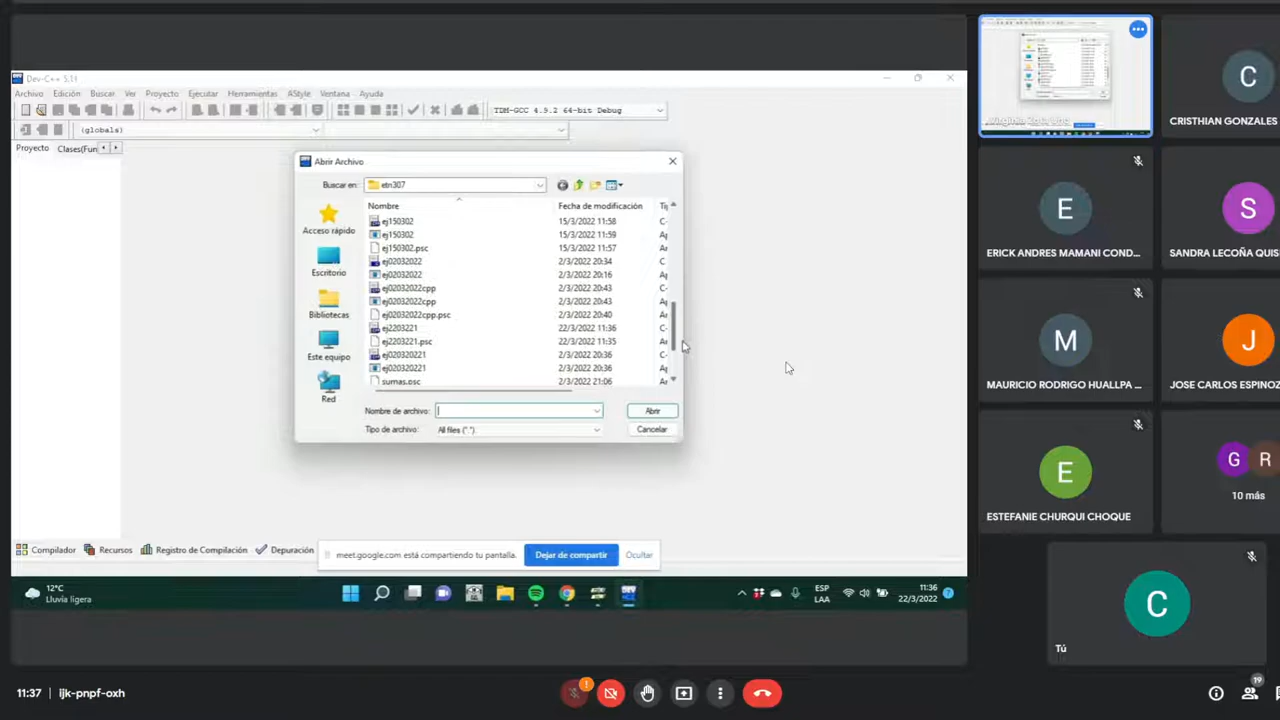 Dev-C++ 5.11
Archivo Edición Buscar Ver Proyecto Ejecutar Herramientas AStyle Ventana Ayuda
TDM-GCC 4.9.2 64-bit Debug
(globals)
Proyecto Clases(Fun
Abrir Archivo
Buscar en: etn307
Nombre Fecha de modificación Ti
Acceso rápido
Escritorio
Bibliotecas
Este equipo
Red
ej150302 15/3/2022 11:58 C-
ej150302 15/3/2022 11:59 A
ej150302.psc 15/3/2022 11:57 A
ej02032022 2/3/2022 20:34 C
ej02032022 2/3/2022 20:16 A
ej02032022cpp 2/3/2022 20:43 C-
ej02032022cpp 2/3/2022 20:43 A
ej02032022cpp.psc 2/3/2022 20:40 A
ej2203221 22/3/2022 11:36 C-
ej2203221.psc 22/3/2022 11:35 A
ej020320221 2/3/2022 20:36 C-
ej020320221 2/3/2022 20:36 A
sumas.psc 2/3/2022 21:06 A
Nombre de archivo: Abrir
Tipo de archivo: All files (*.*) Cancelar
Compilador Recursos Registro de Compilación Depuración
meet.google.com está compartiendo tu pantalla. Dejar de compartir Ocultar
12°C
Lluvia ligera
ESP
LAA
11:36
22/3/2022
C
CRISTHIAN GONZALES
E
ERICK ANDRES MAMANI COND...
S
SANDRA LECOÑA QUIS
M
MAURICIO RODRIGO HUALLPA ...
J
JOSE CARLOS ESPINOZ
E
ESTEFANIE CHURQUI CHOQUE
G R
10 más
C
Tú
11:37 ijk-pnpf-oxh
19